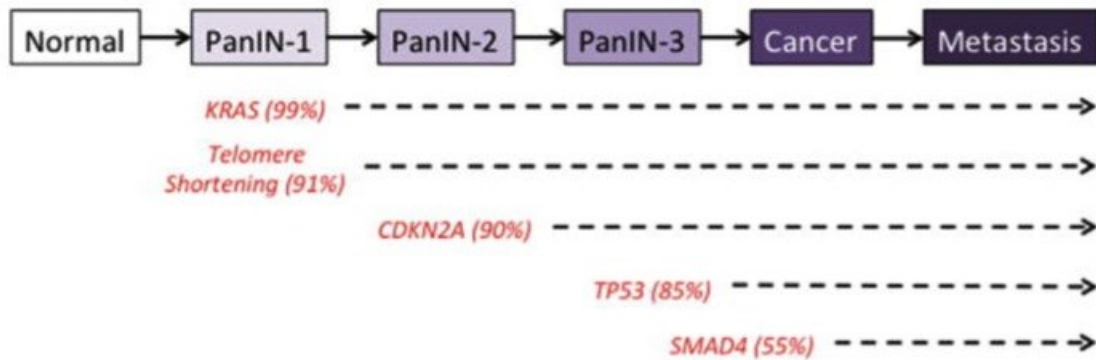 Normal PanIN-1 PanIN-2 PanIN-3 Cancer Metastasis
KRAS (99%)
Telomere
Shortening (91%)
CDKN2A (90%)
TP53 (85%)
SMAD4 (55%)